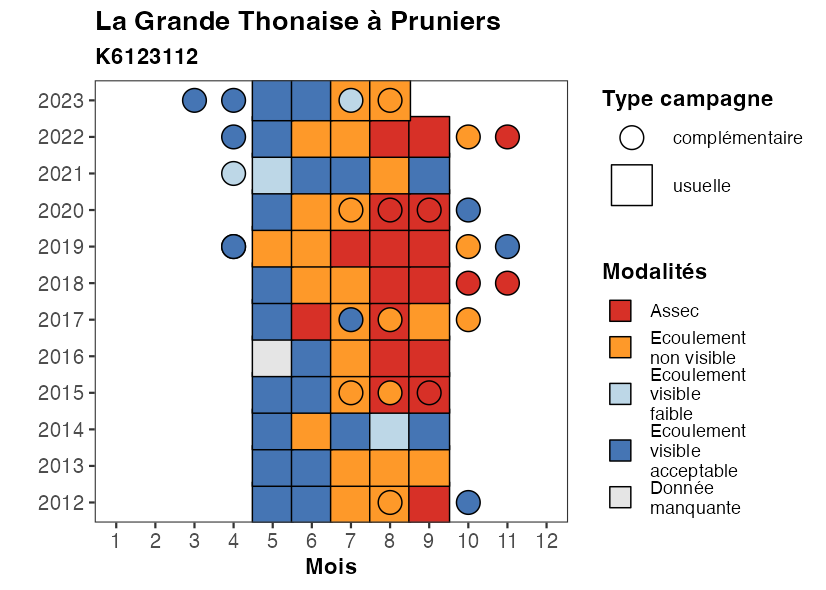 La Grande Thonaise à Pruniers
K6123112
2023
2022
2021
2020
2019
2018
2017
2016
2015
2014
2013
2012
1 2 3 4 5 6 7 8 9 10 11 12
Mois
Type campagne
complémentaire
usuelle
Modalités
Assec
Ecoulement
non visible
Ecoulement
visible
faible
Ecoulement
visible
acceptable
Donnée
manquante